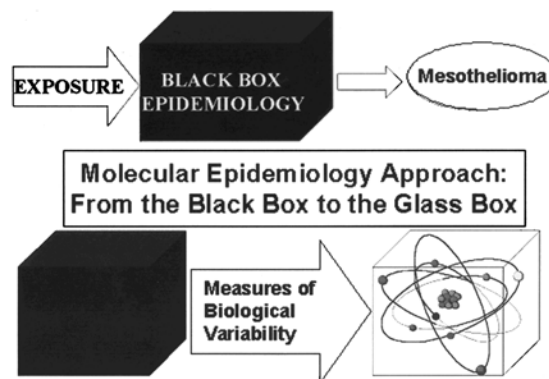 EXPOSURE
BLACK BOX
EPIDEMIOLOGY
Mesothelioma
Molecular Epidemiology Approach:
From the Black Box to the Glass Box
Measures of
Biological
Variability